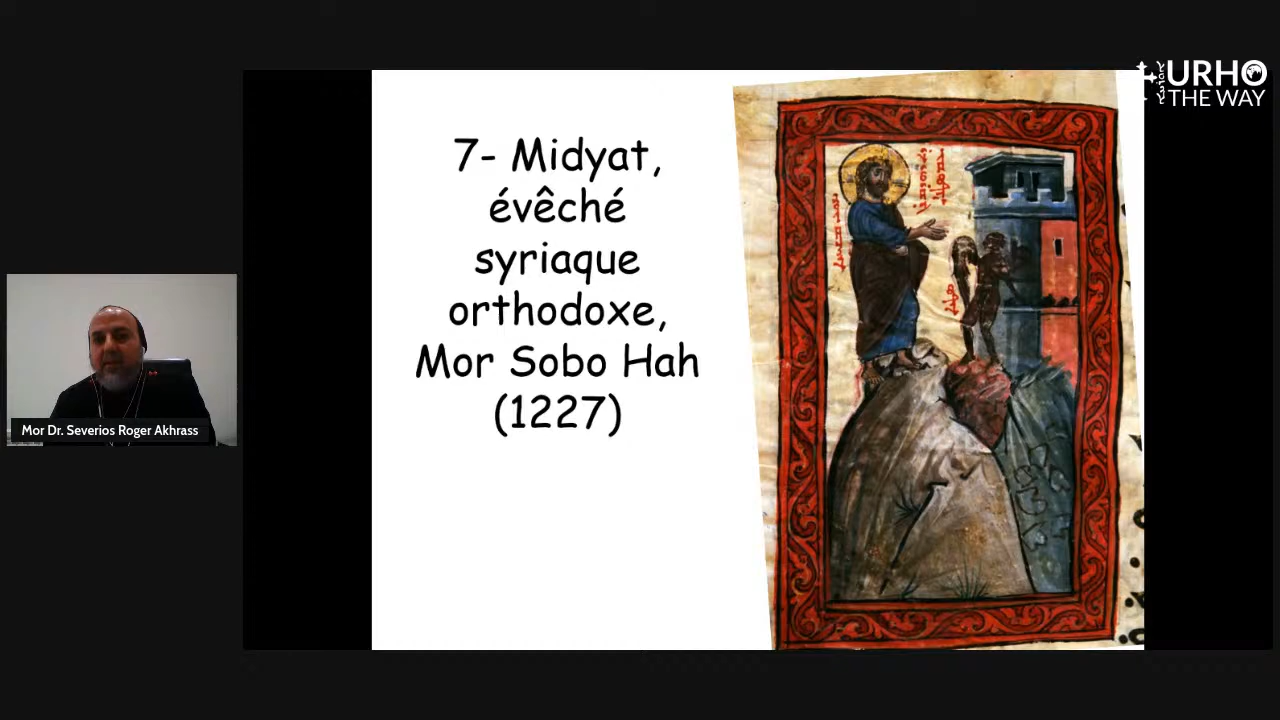 7- Midyat,
évêché
syriaque
orthodoxe,
Mor Sobo Hah
(1227)
URHO
THE WAY
Mor Dr. Severios Roger Akhrass